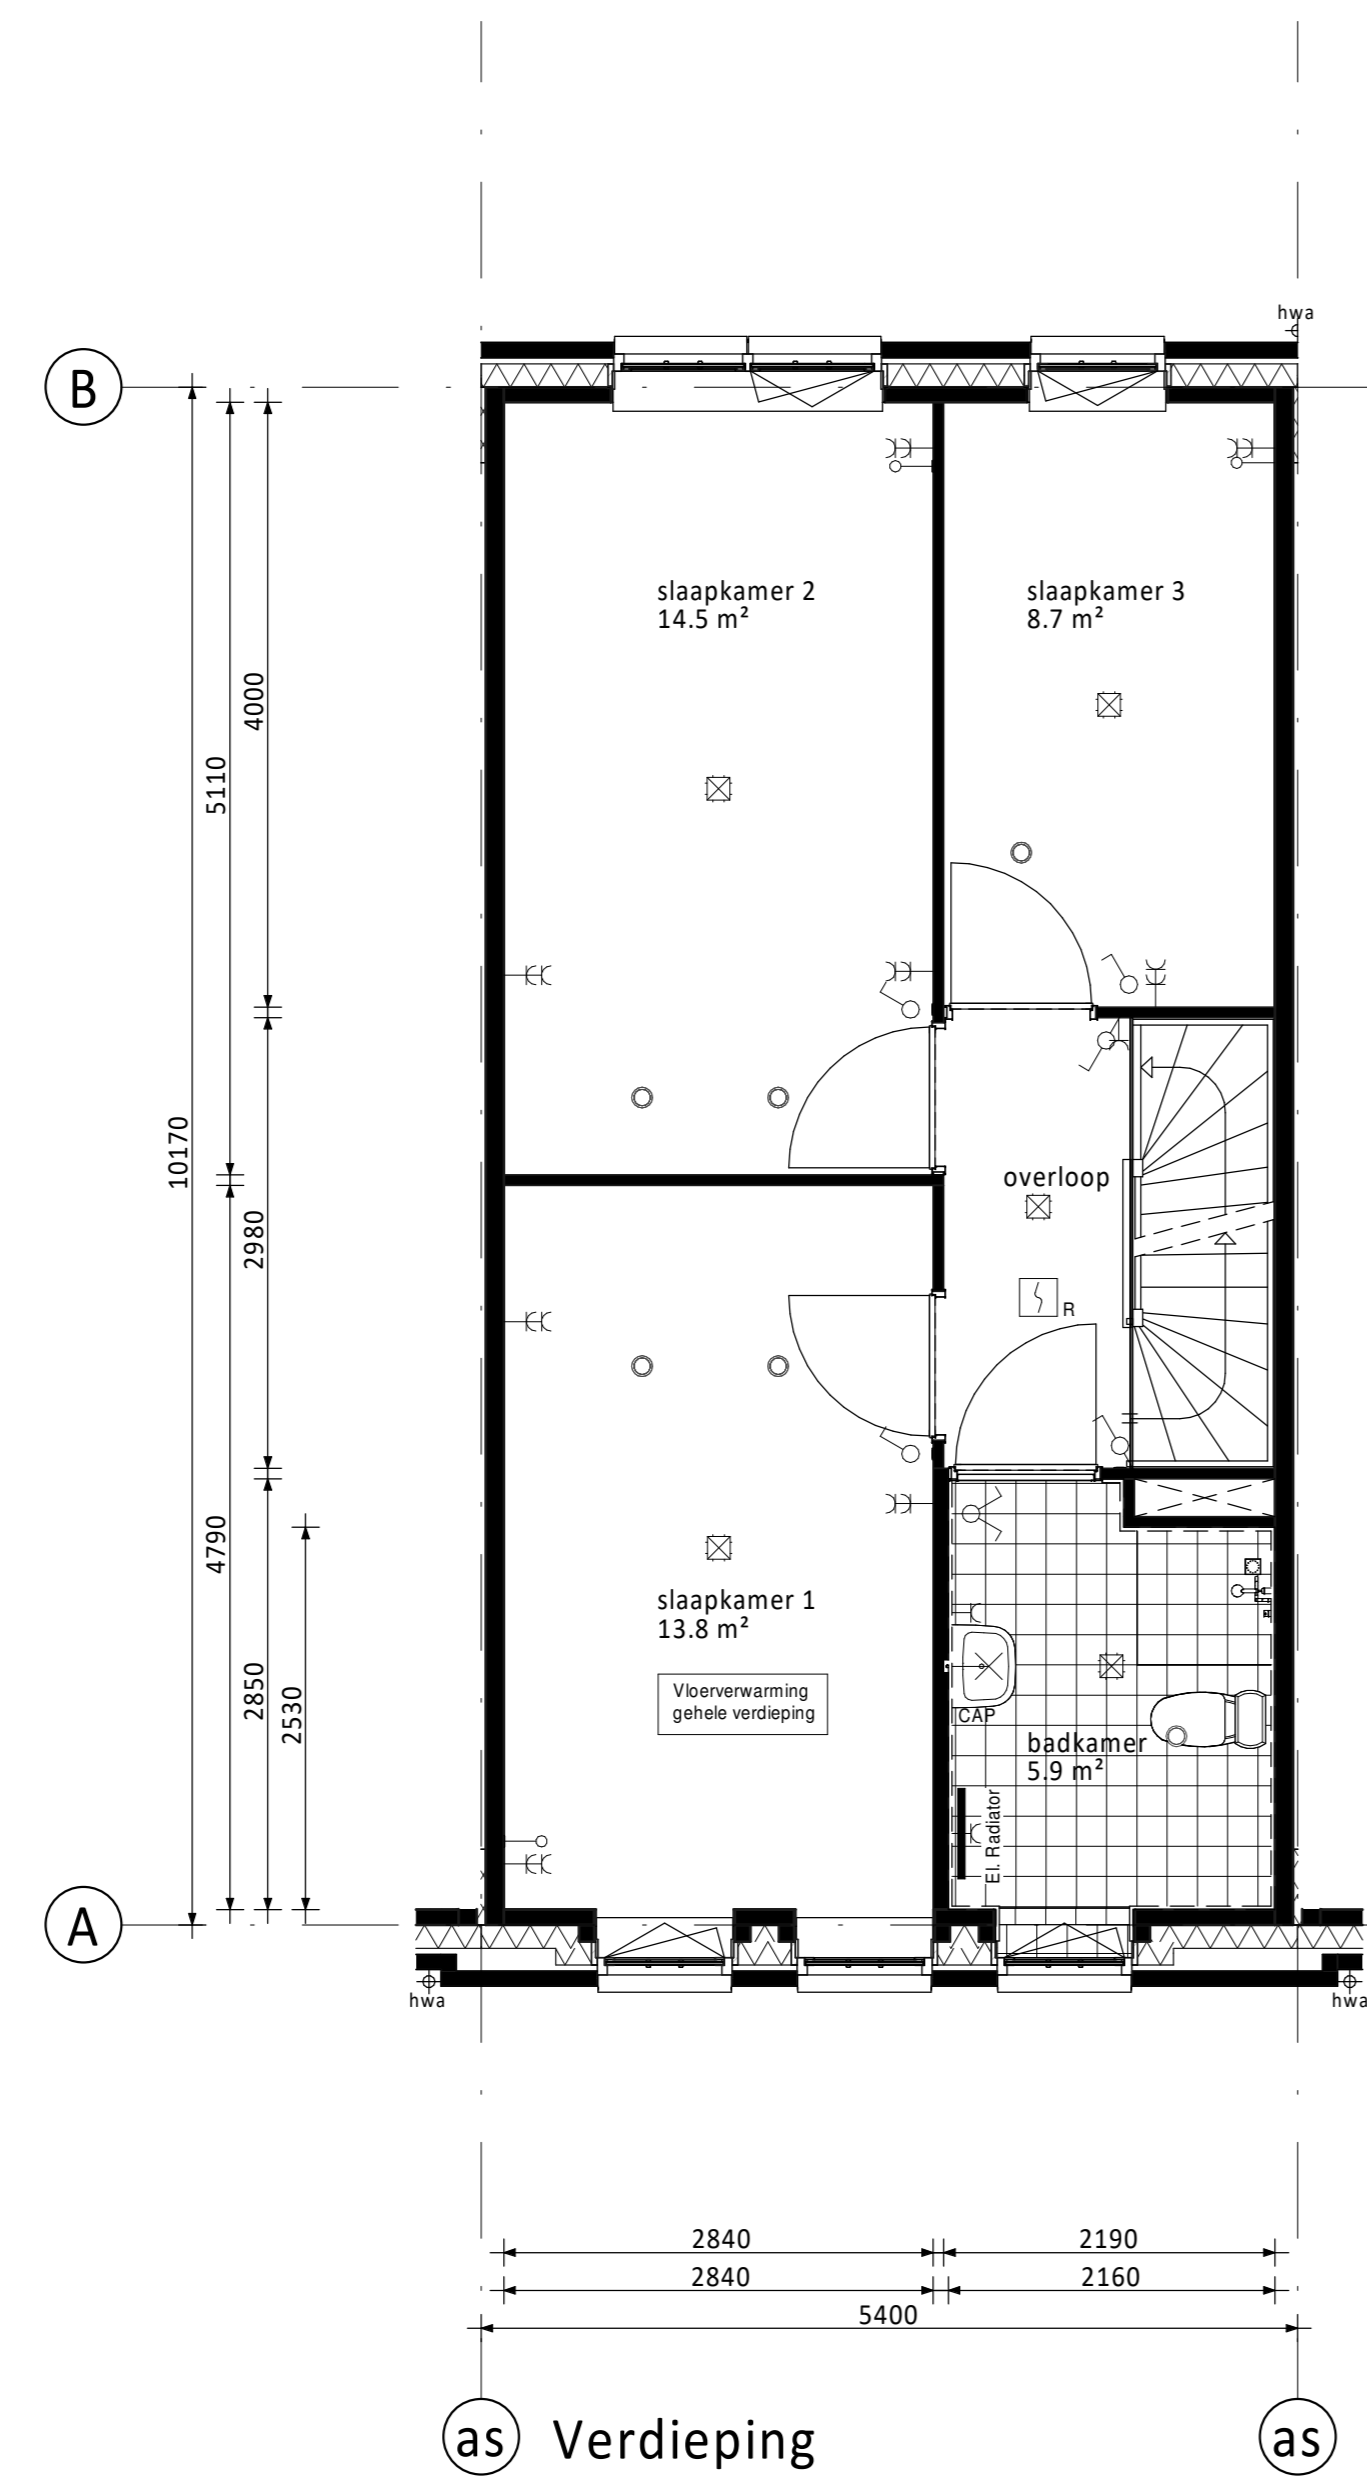 hwa
B
slaapkamer 2
14.5 m²
slaapkamer 3
8.7 m²
4000
5110
10170
overloop
2980
R
4790
slaapkamer 1
13.8 m²
2850
2530
Vloerverwarming
gehele verdieping
CAP
badkamer
5.9 m²
El. Radiator
A
hwa
hwa
2840
2190
2840
2160
5400
as
Verdieping
as